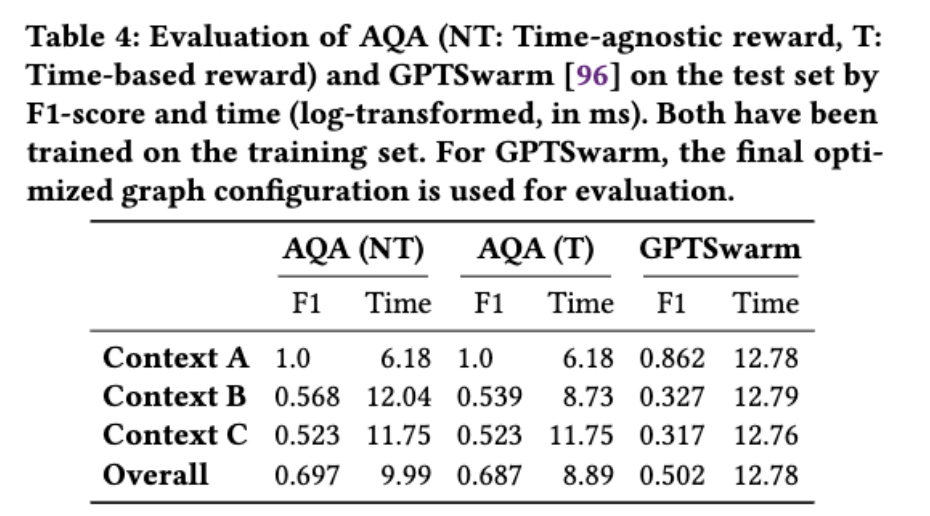 Table 4: Evaluation of AQA (NT: Time-agnostic reward, T:
Time-based reward) and GPTSwarm [96] on the test set by
F1-score and time (log-transformed, in ms). Both have been
trained on the training set. For GPTSwarm, the final opti-
mized graph configuration is used for evaluation.
AQA (NT) AQA (T) GPTSwarm
F1 Time F1 Time F1 Time
Context A 1.0 6.18 1.0 6.18 0.862 12.78
Context B 0.568 12.04 0.539 8.73 0.327 12.79
Context C 0.523 11.75 0.523 11.75 0.317 12.76
Overall 0.697 9.99 0.687 8.89 0.502 12.78